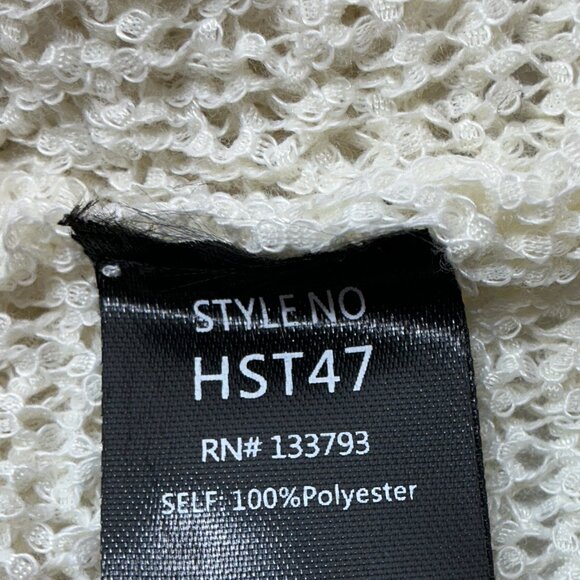 STYLE NO
HST47
RN# 133793
SELF: 100%Polyester